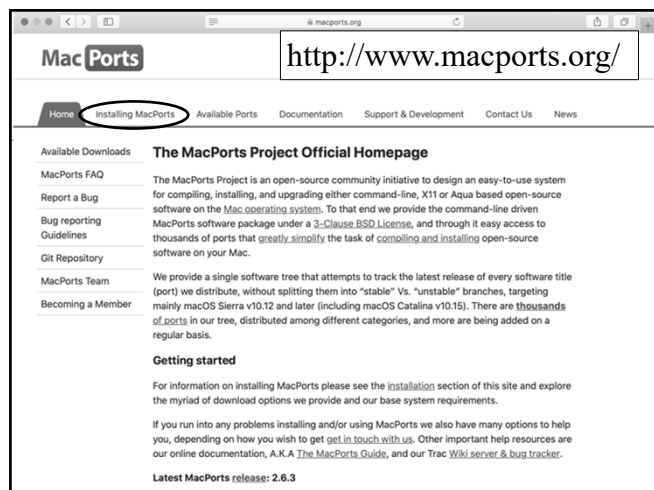 macports.org
Mac Ports
http://www.macports.org/
Home Installing MacPorts Available Ports Documentation Support & Development Contact Us News
Available Downloads
MacPorts FAQ
Report a Bug
Bug reporting
Guidelines
Git Repository
MacPorts Team
Becoming a Member
The MacPorts Project Official Homepage
The MacPorts Project is an open-source community initiative to design an easy-to-use system
for compiling, installing, and upgrading either command-line, X11 or Aqua based open-source
software on the Mac operating system. To that end we provide the command-line driven
MacPorts software package under a 3-Clause BSD License, and through it easy access to
thousands of ports that greatly simplify the task of compiling and installing open-source
software on your Mac.
We provide a single software tree that attempts to track the latest release of every software title
(port) we distribute, without splitting them into “stable” Vs. “unstable” branches, targeting
mainly macOS Sierra v10.12 and later (including macOS Catalina v10.15). There are thousands
of ports in our tree, distributed among different categories, and more are being added on a
regular basis.
Getting started
For information on installing MacPorts please see the installation section of this site and explore
the myriad of download options we provide and our base system requirements.
If you run into any problems installing and/or using MacPorts we also have many options to help
you, depending on how you wish to get get in touch with us. Other important help resources are
our online documentation, A.K.A The MacPorts Guide, and our Trac Wiki server & bug tracker.
Latest MacPorts release: 2.6.3